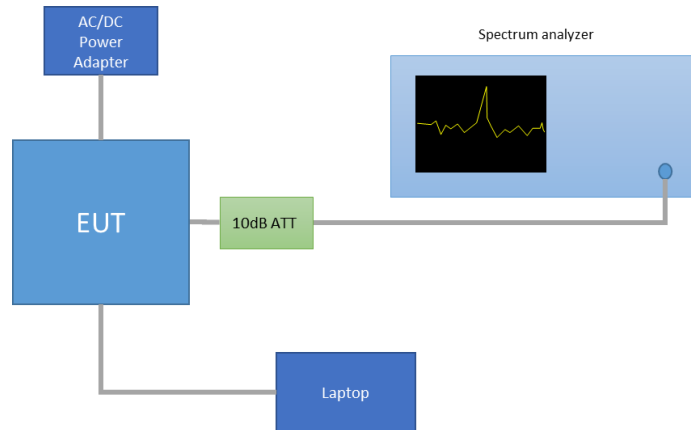 AC/DC
Power
Adapter
Spectrum analyzer
EUT
10dB ATT
Laptop